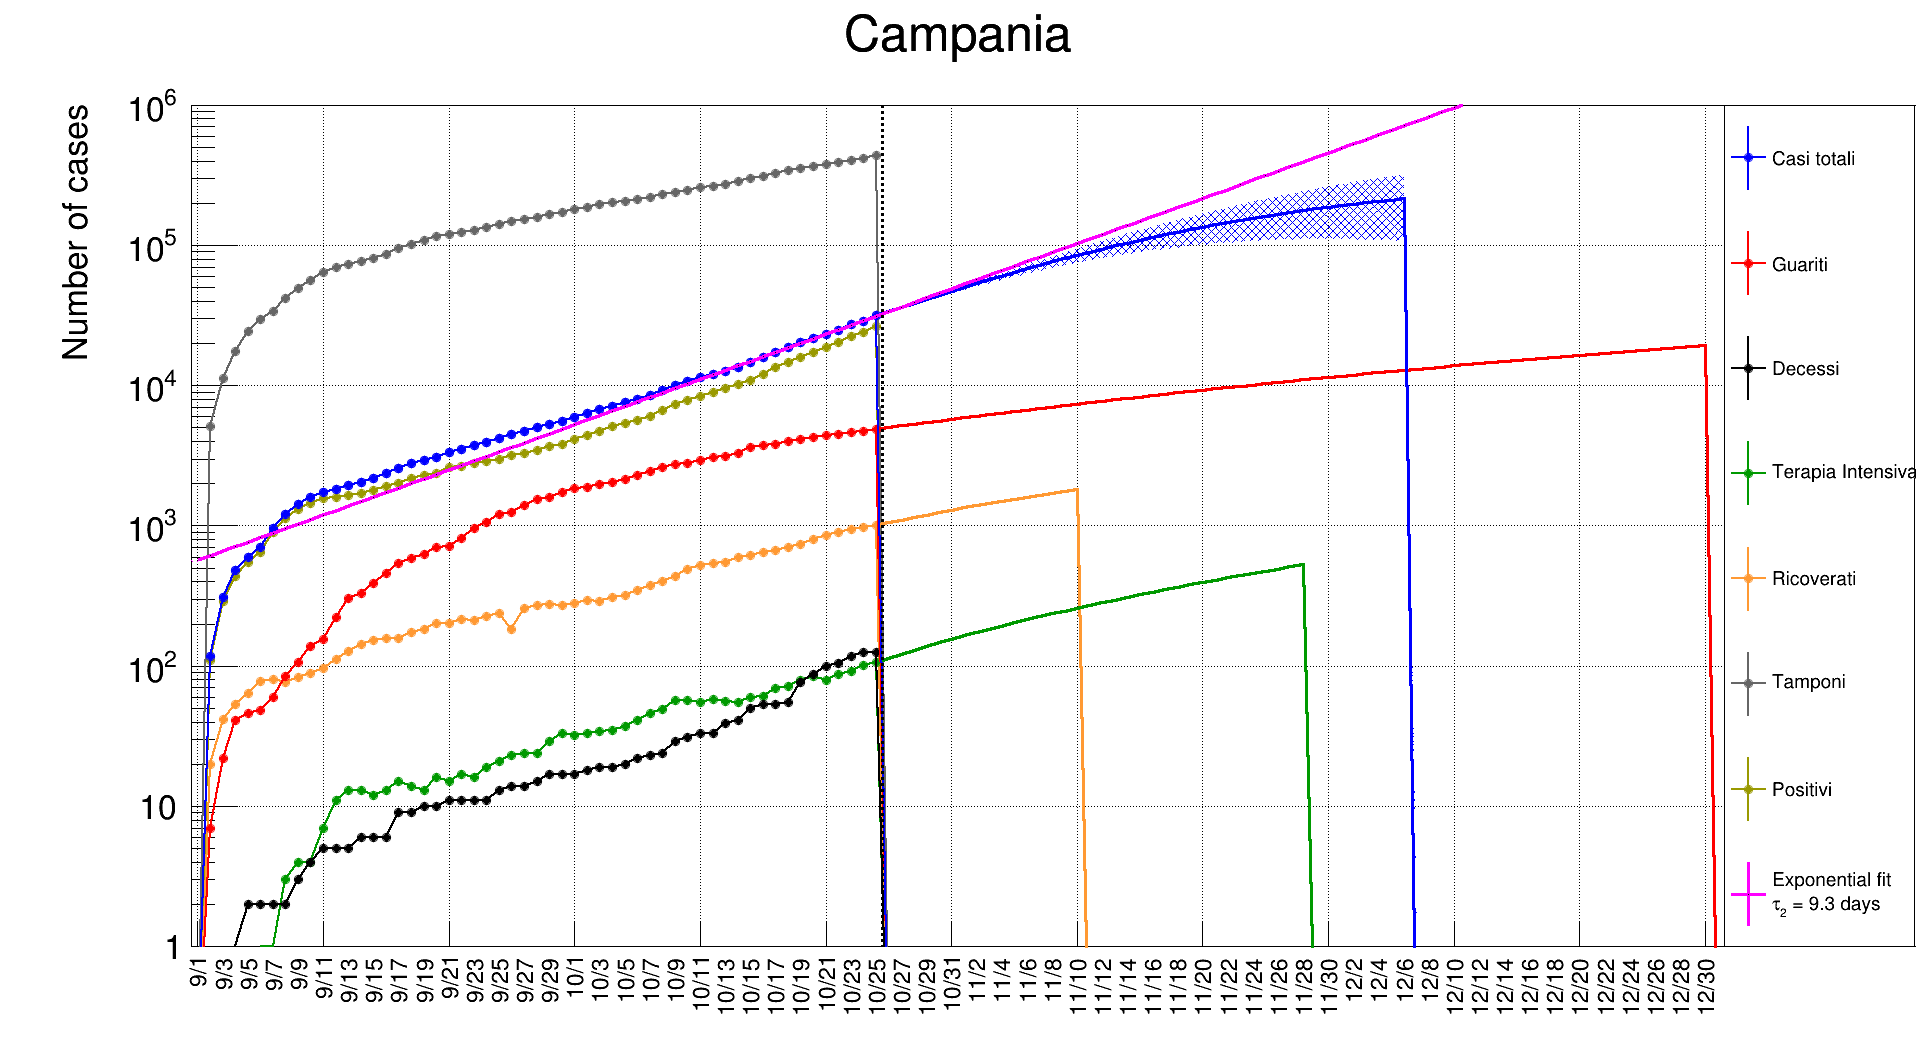 Campania
Number of cases
10^6
10^5
10^4
10^3
10^2
10
1
9/1 9/3 9/5 9/7 9/9 9/11 9/13 9/15 9/17 9/19 9/21 9/23 9/25 9/27 9/29 10/1 10/3 10/5 10/7 10/9 10/11 10/13 10/15 10/17 10/19 10/21 10/23 10/25 10/27 10/29 10/31 11/2 11/4 11/6 11/8 11/10 11/12 11/14 11/16 11/18 11/20 11/22 11/24 11/26 11/28 11/30 12/2 12/4 12/6 12/8 12/10 12/12 12/14 12/16 12/18 12/20 12/22 12/24 12/26 12/28 12/30
Casi totali
Guariti
Decessi
Terapia Intensiva
Ricoverati
Tamponi
Positivi
Exponential fit
τ₂ = 9.3 days